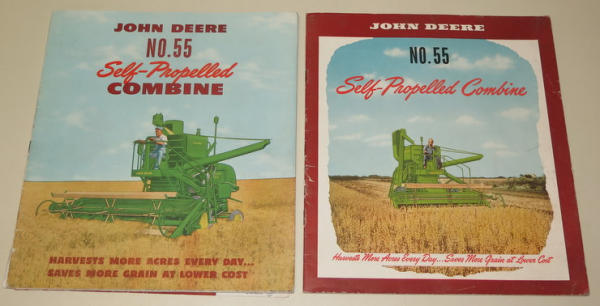 JOHN DEERE
NO. 55
Self-Propelled
COMBINE
HARVESTS MORE ACRES EVERY DAY...
SAVES MORE GRAIN AT LOWER COST
JOHN DEERE
NO. 55
Self-Propelled Combine
Harvests More Acres Every Day... Saves More Grain at Lower Cost